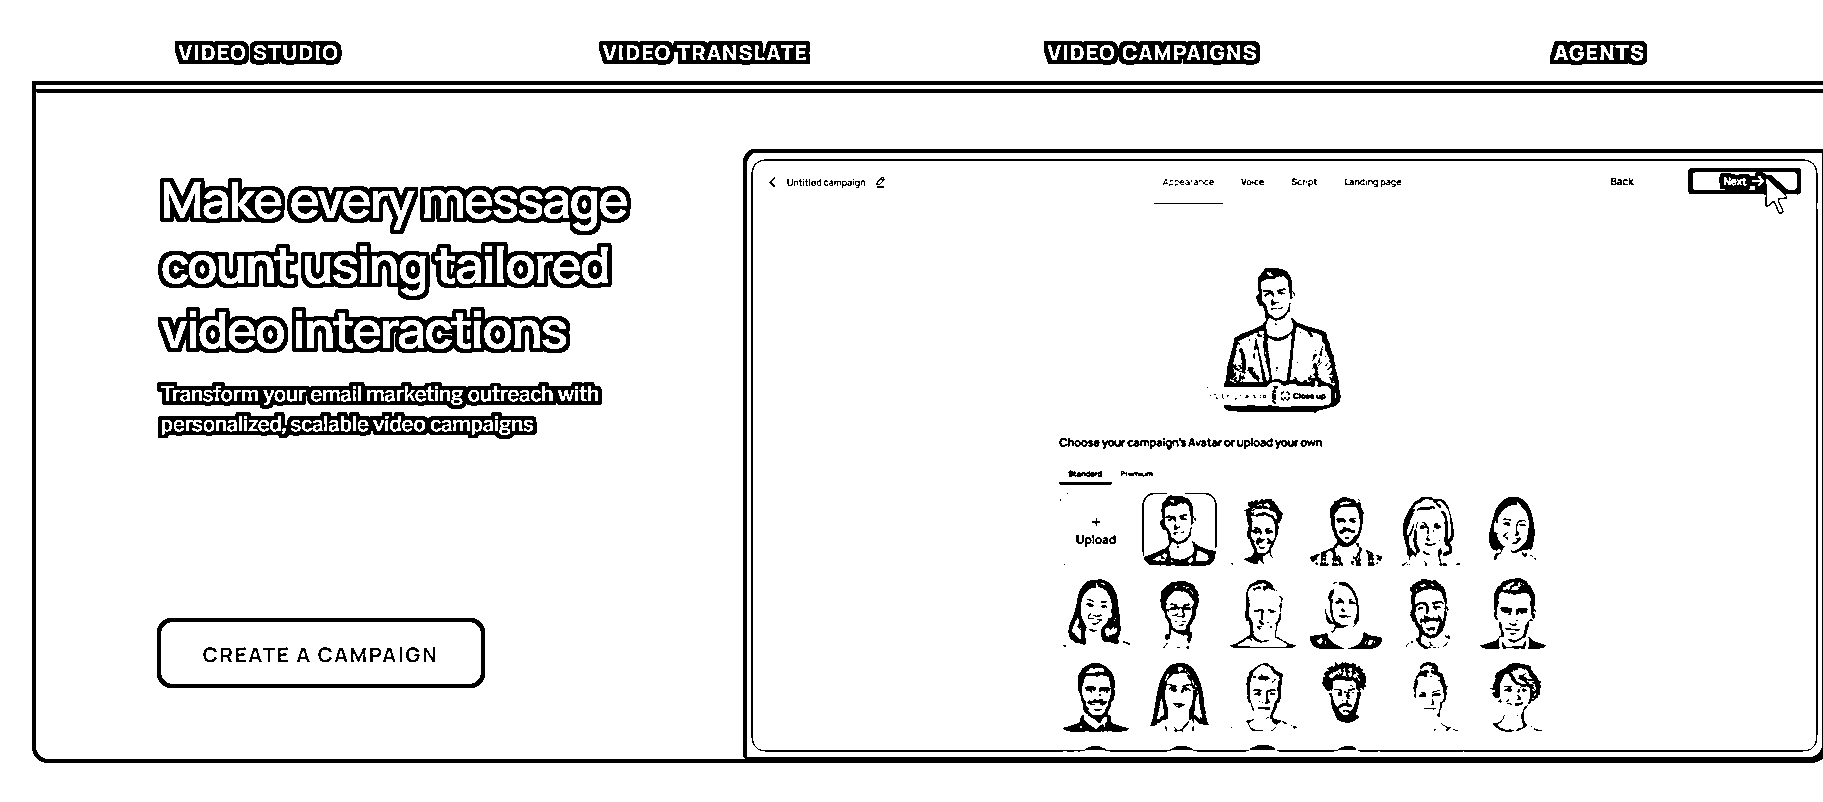 VIDEO STUDIO
VIDEO TRANSLATE
VIDEO CAMPAIGNS
AGENTS
Make every message
count using tailored
video interactions
Transform your email marketing outreach with
personalized, scalable video campaigns
CREATE A CAMPAIGN
Untitled campaign
Appearance
Voice
Script
Landing page
Back
Next
Close up
Choose your campaign's Avatar or upload your own
Standard
Premium
+
Upload